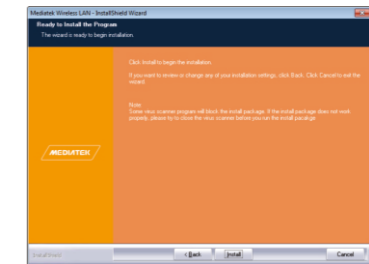 Mediatek Wireless LAN - InstallShield Wizard
Ready to Install the Program
The wizard is ready to begin installation.
Click Install to begin the installation.
If you want to review or change any of your installation settings, click Back. Click Cancel to exit the
wizard.
Note
Some virus scanner program will block the install package. If the install package does not work
properly, please try to close the virus scanner before you run the install pacakge
MEDIATEK
InstallShield
< Back
Install
Cancel